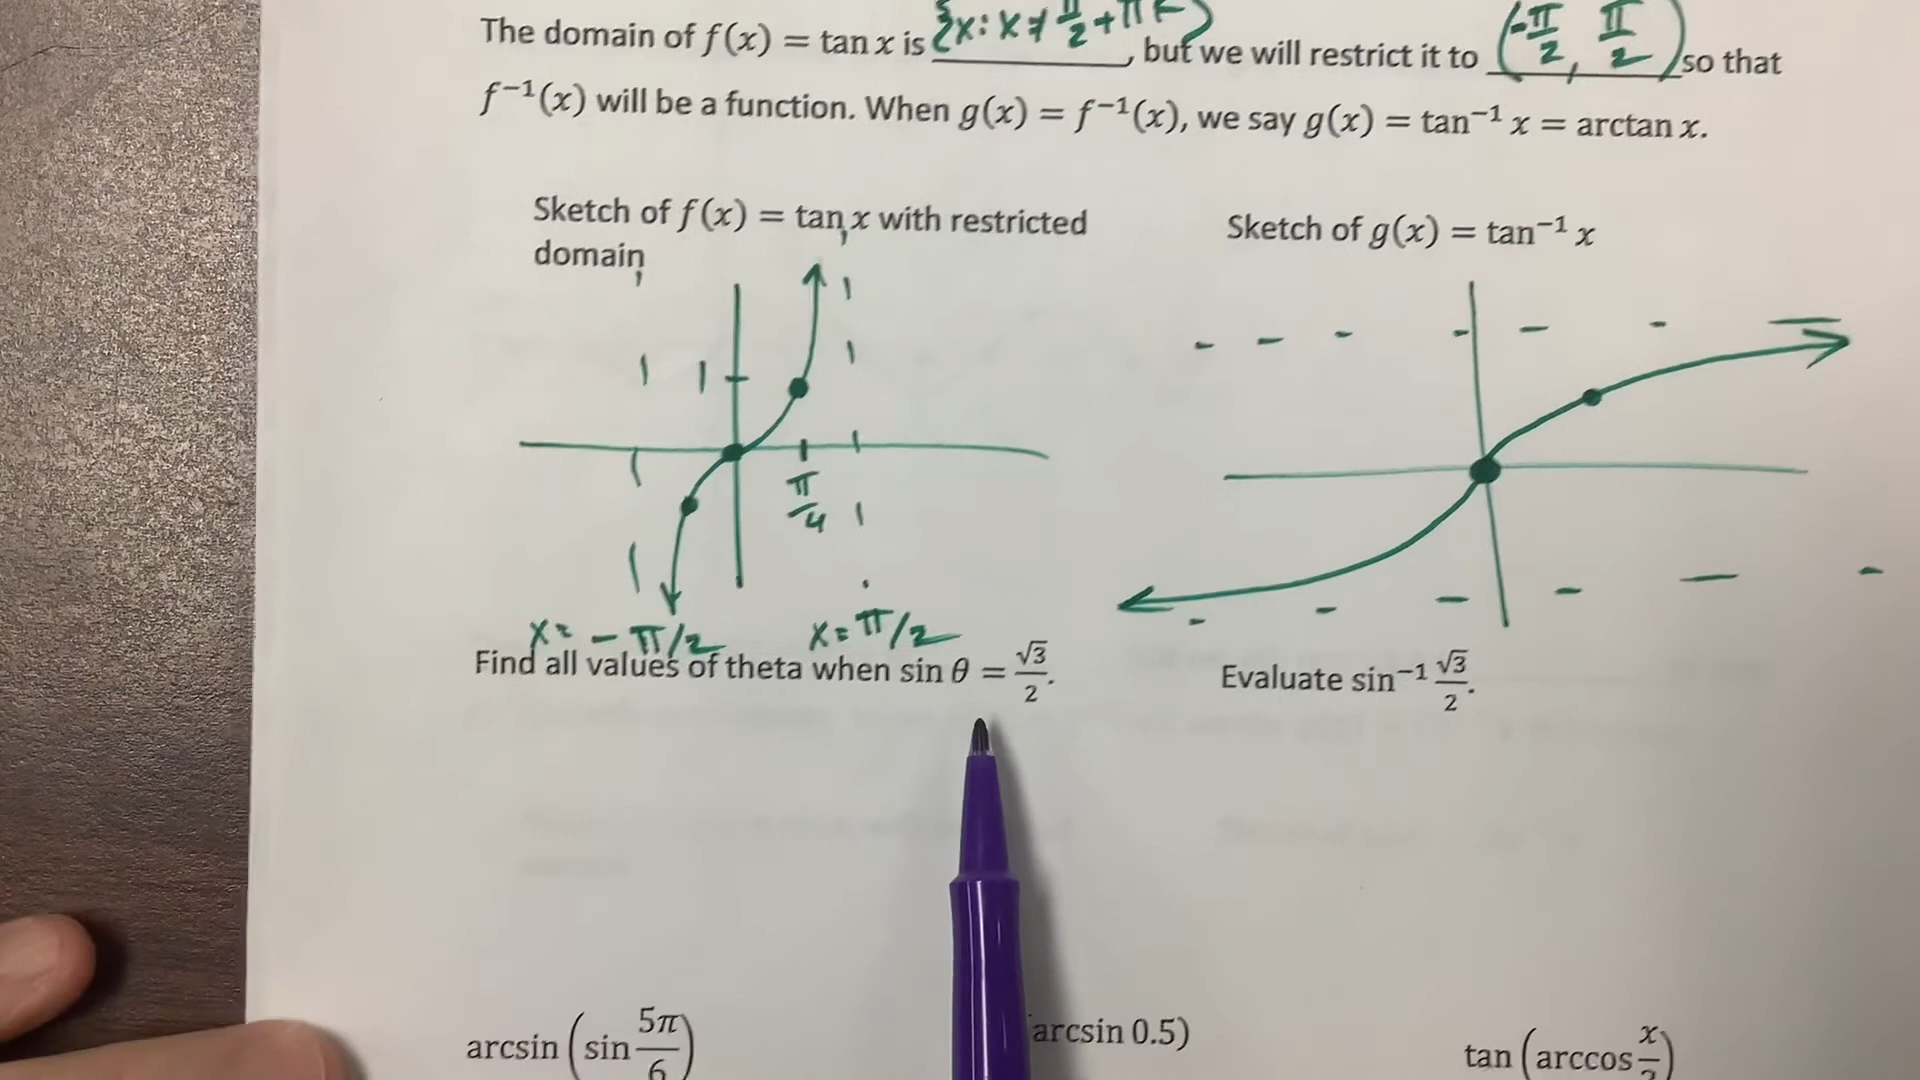 The domain of f(x) = tan x is {x: x ≠ π/2 + πk}, but we will restrict it to (-π/2, π/2) so that
f⁻¹(x) will be a function. When g(x) = f⁻¹(x), we say g(x) = tan⁻¹ x = arctan x.
Sketch of f(x) = tan x with restricted
domain
Sketch of g(x) = tan⁻¹ x
1
π/4
x = -π/2
x = π/2
Find all values of theta when sin θ = √3/2.
Evaluate sin⁻¹ √3/2.
arcsin (sin 5π/6)
arcsin 0.5)
tan (arccos x/